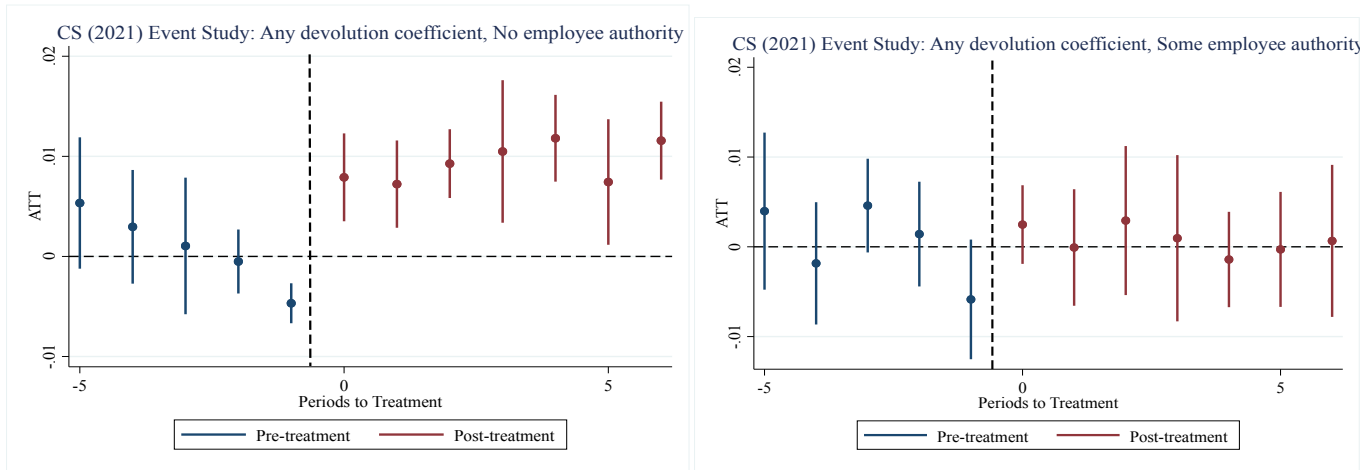 CS (2021) Event Study: Any devolution coefficient, No employee authority
.02
.01
0
-.01
ATT
-5
0
5
Periods to Treatment
Pre-treatment
Post-treatment
CS (2021) Event Study: Any devolution coefficient, Some employee authority
.02
.01
0
-.01
ATT
-5
0
5
Periods to Treatment
Pre-treatment
Post-treatment